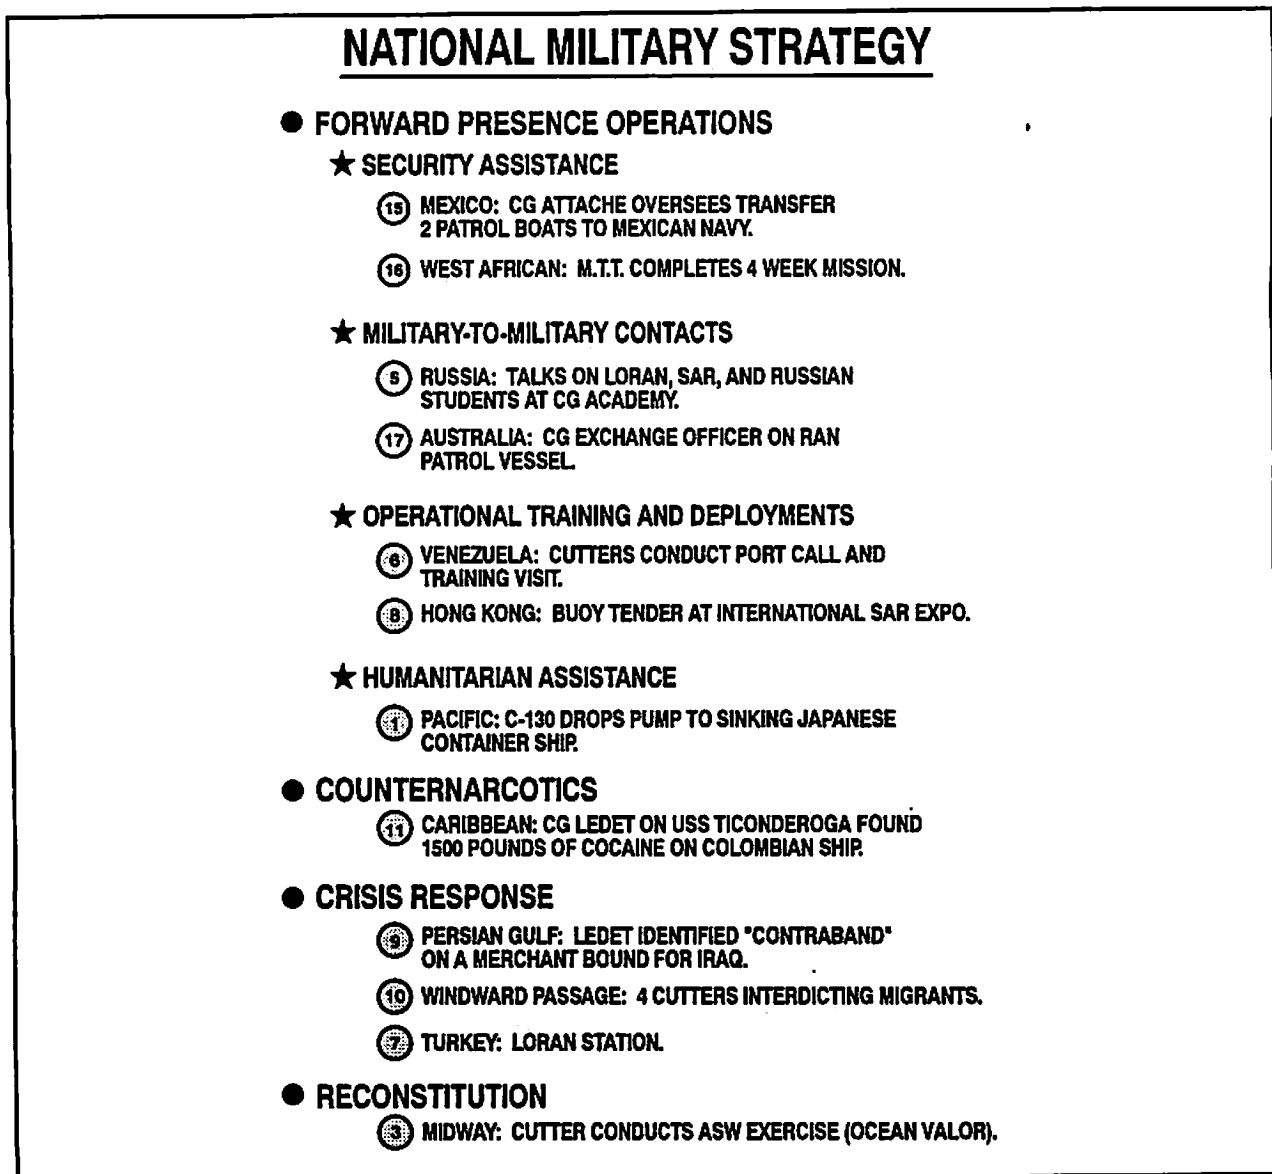 NATIONAL MILITARY STRATEGY
● FORWARD PRESENCE OPERATIONS
★ SECURITY ASSISTANCE
15 MEXICO: CG ATTACHE OVERSEES TRANSFER
2 PATROL BOATS TO MEXICAN NAVY.
16 WEST AFRICAN: M.T.T. COMPLETES 4 WEEK MISSION.
★ MILITARY-TO-MILITARY CONTACTS
5 RUSSIA: TALKS ON LORAN, SAR, AND RUSSIAN
STUDENTS AT CG ACADEMY.
17 AUSTRALIA: CG EXCHANGE OFFICER ON RAN
PATROL VESSEL.
★ OPERATIONAL TRAINING AND DEPLOYMENTS
6 VENEZUELA: CUTTERS CONDUCT PORT CALL AND
TRAINING VISIT.
8 HONG KONG: BUOY TENDER AT INTERNATIONAL SAR EXPO.
★ HUMANITARIAN ASSISTANCE
1 PACIFIC: C-130 DROPS PUMP TO SINKING JAPANESE
CONTAINER SHIP.
● COUNTERNARCOTICS
11 CARIBBEAN: CG LEDET ON USS TICONDEROGA FOUND
1500 POUNDS OF COCAINE ON COLOMBIAN SHIP.
● CRISIS RESPONSE
9 PERSIAN GULF: LEDET IDENTIFIED "CONTRABAND"
ON A MERCHANT BOUND FOR IRAQ.
10 WINDWARD PASSAGE: 4 CUTTERS INTERDICTING MIGRANTS.
7 TURKEY: LORAN STATION.
● RECONSTITUTION
3 MIDWAY: CUTTER CONDUCTS ASW EXERCISE (OCEAN VALOR).